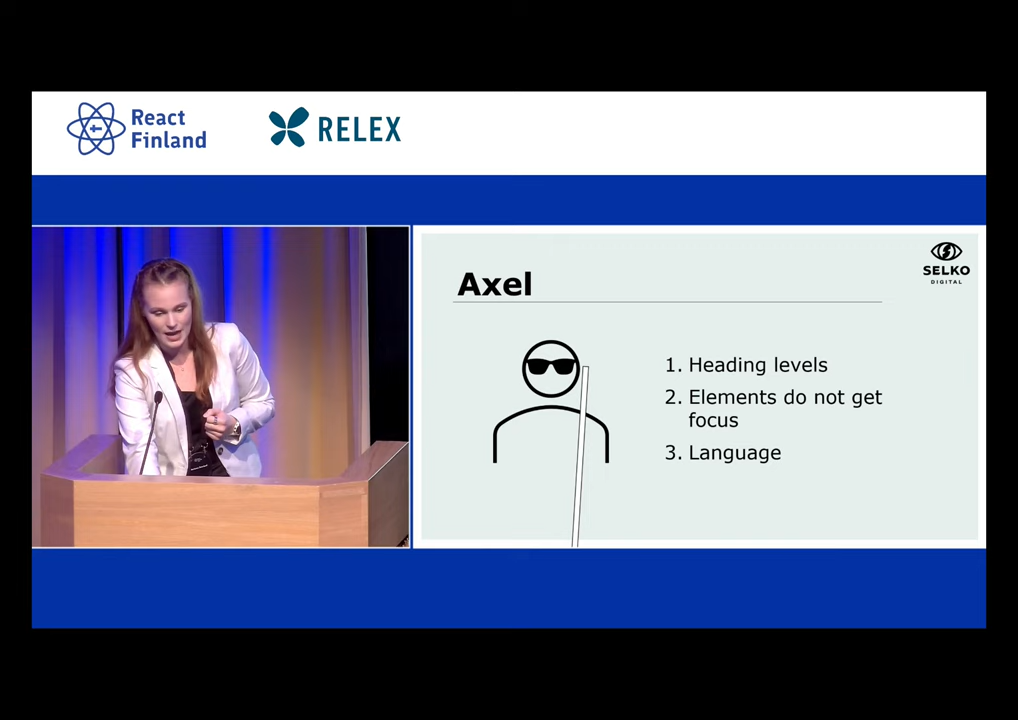 React
Finland
RELEX
Axel
SELKO
DIGITAL
1. Heading levels
2. Elements do not get
focus
3. Language